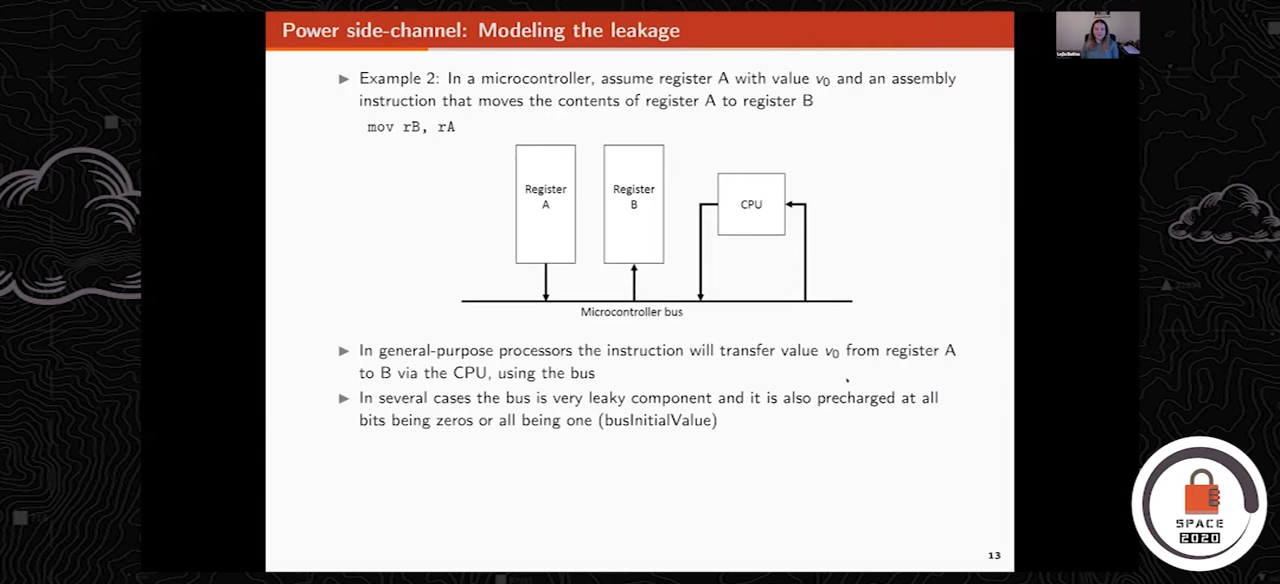 Power side-channel: Modeling the leakage
Example 2: In a microcontroller, assume register A with value v0 and an assembly
instruction that moves the contents of register A to register B
mov rB, rA
Register
A
Register
B
CPU
Microcontroller bus
In general-purpose processors the instruction will transfer value v0 from register A
to B via the CPU, using the bus
In several cases the bus is very leaky component and it is also precharged at all
bits being zeros or all being one (busInitialValue)
13
SPACE
2020